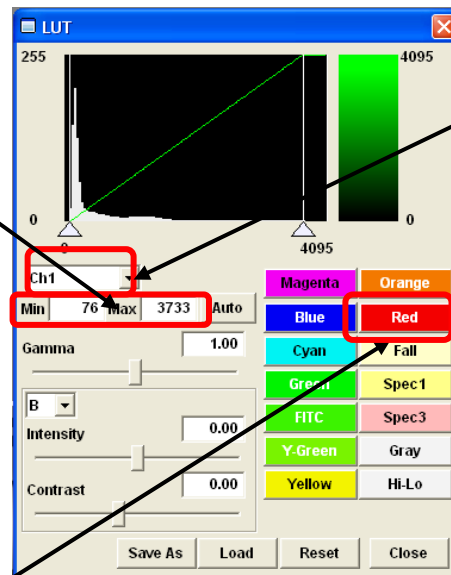 LUT
255
4095
0
0
0
4095
Ch1
Magenta
Orange
Min 76 Max 3733 Auto
Blue
Red
Gamma 1.00
Cyan
Fall
Green
Spec1
B
FITC
Spec3
Intensity 0.00
Y-Green
Gray
Contrast 0.00
Yellow
Hi-Lo
Save As Load Reset Close